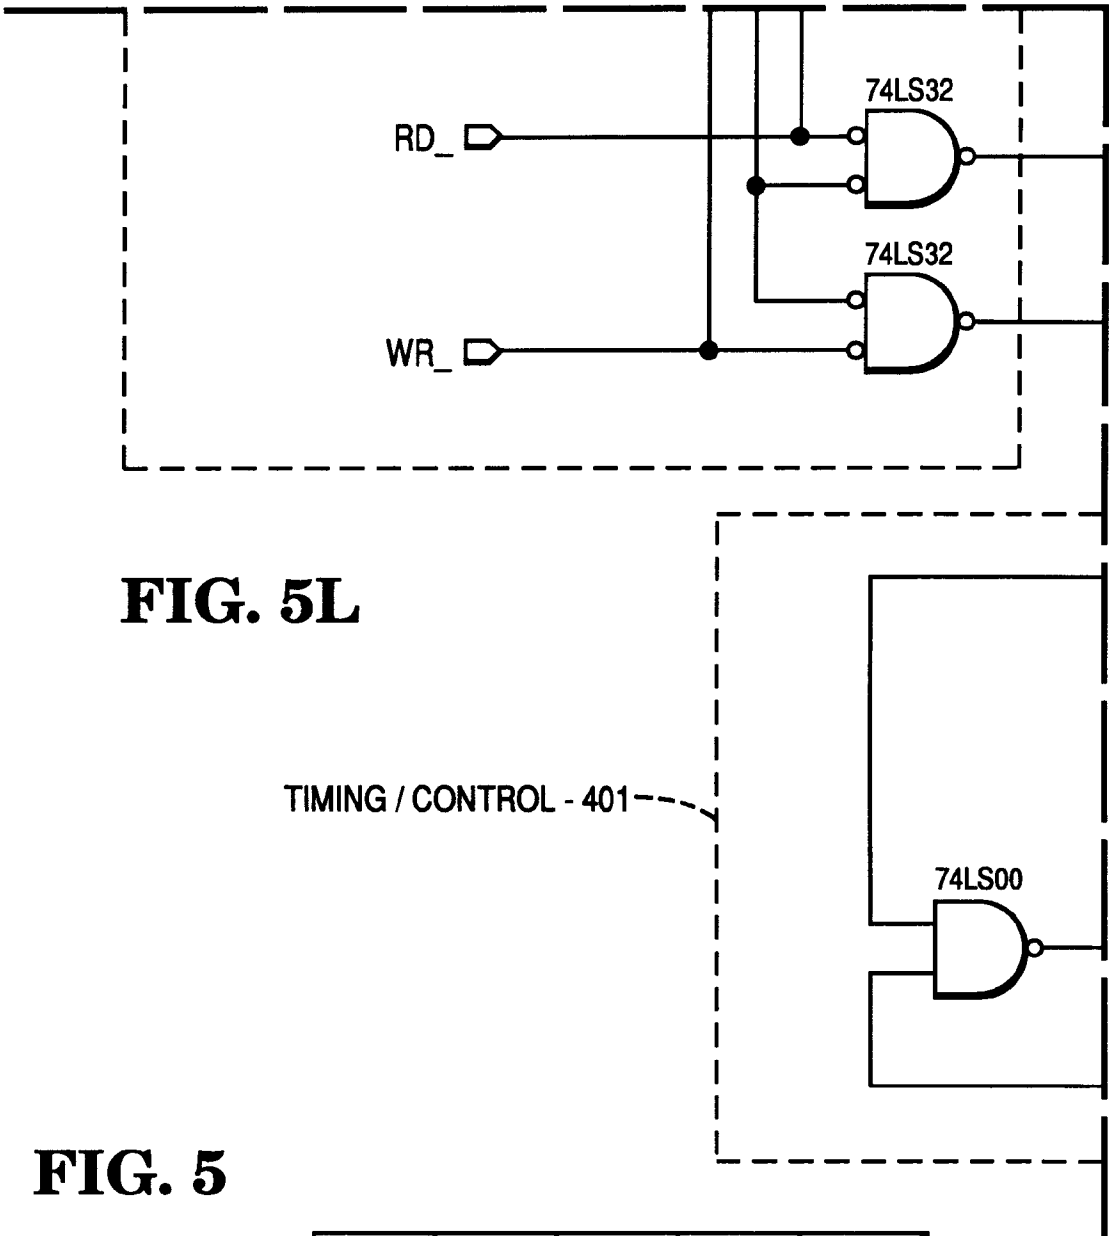 74LS32
RD_
74LS32
WR_
FIG. 5L
TIMING / CONTROL - 401
74LS00
FIG. 5